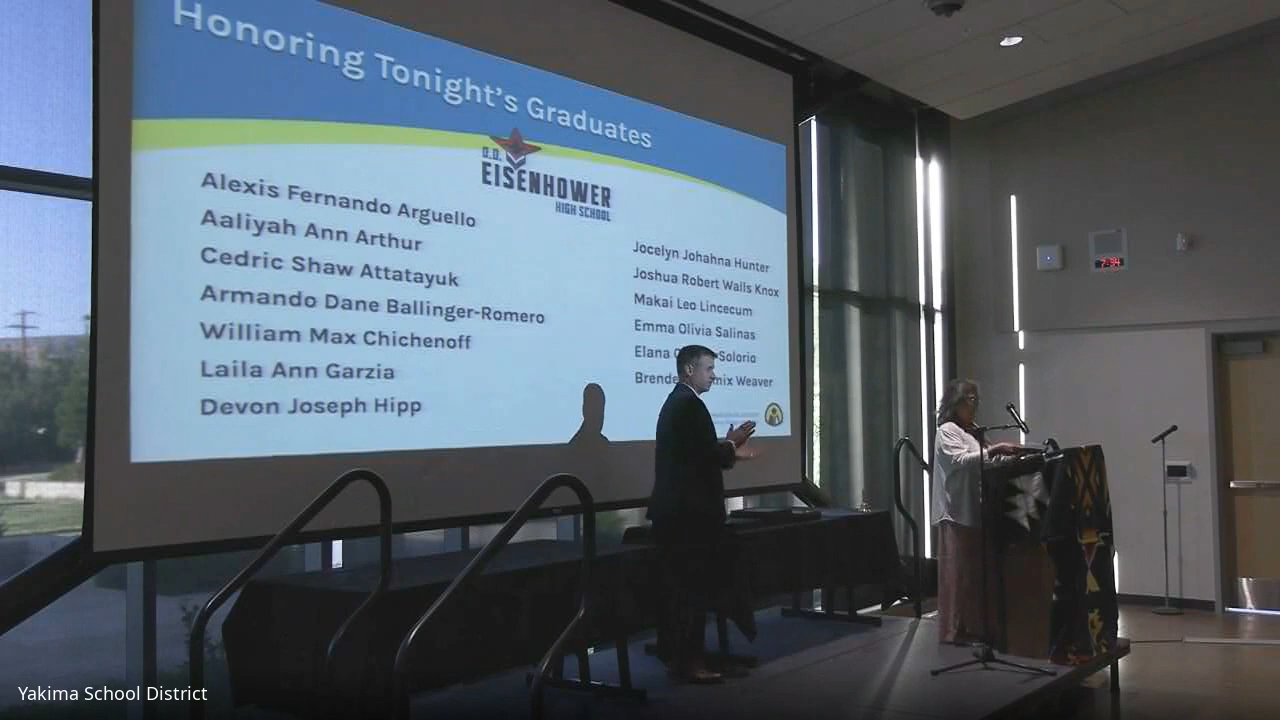 Honoring Tonight's Graduates
D.D.
EISENHOWER
HIGH SCHOOL
Alexis Fernando Arguello
Aaliyah Ann Arthur
Cedric Shaw Attatayuk
Armando Dane Ballinger-Romero
William Max Chichenoff
Laila Ann Garzia
Devon Joseph Hipp
Jocelyn Johahna Hunter
Joshua Robert Walls Knox
Makai Leo Lincecum
Emma Olivia Salinas
Elana Solorio
Weaver
Yakima School District